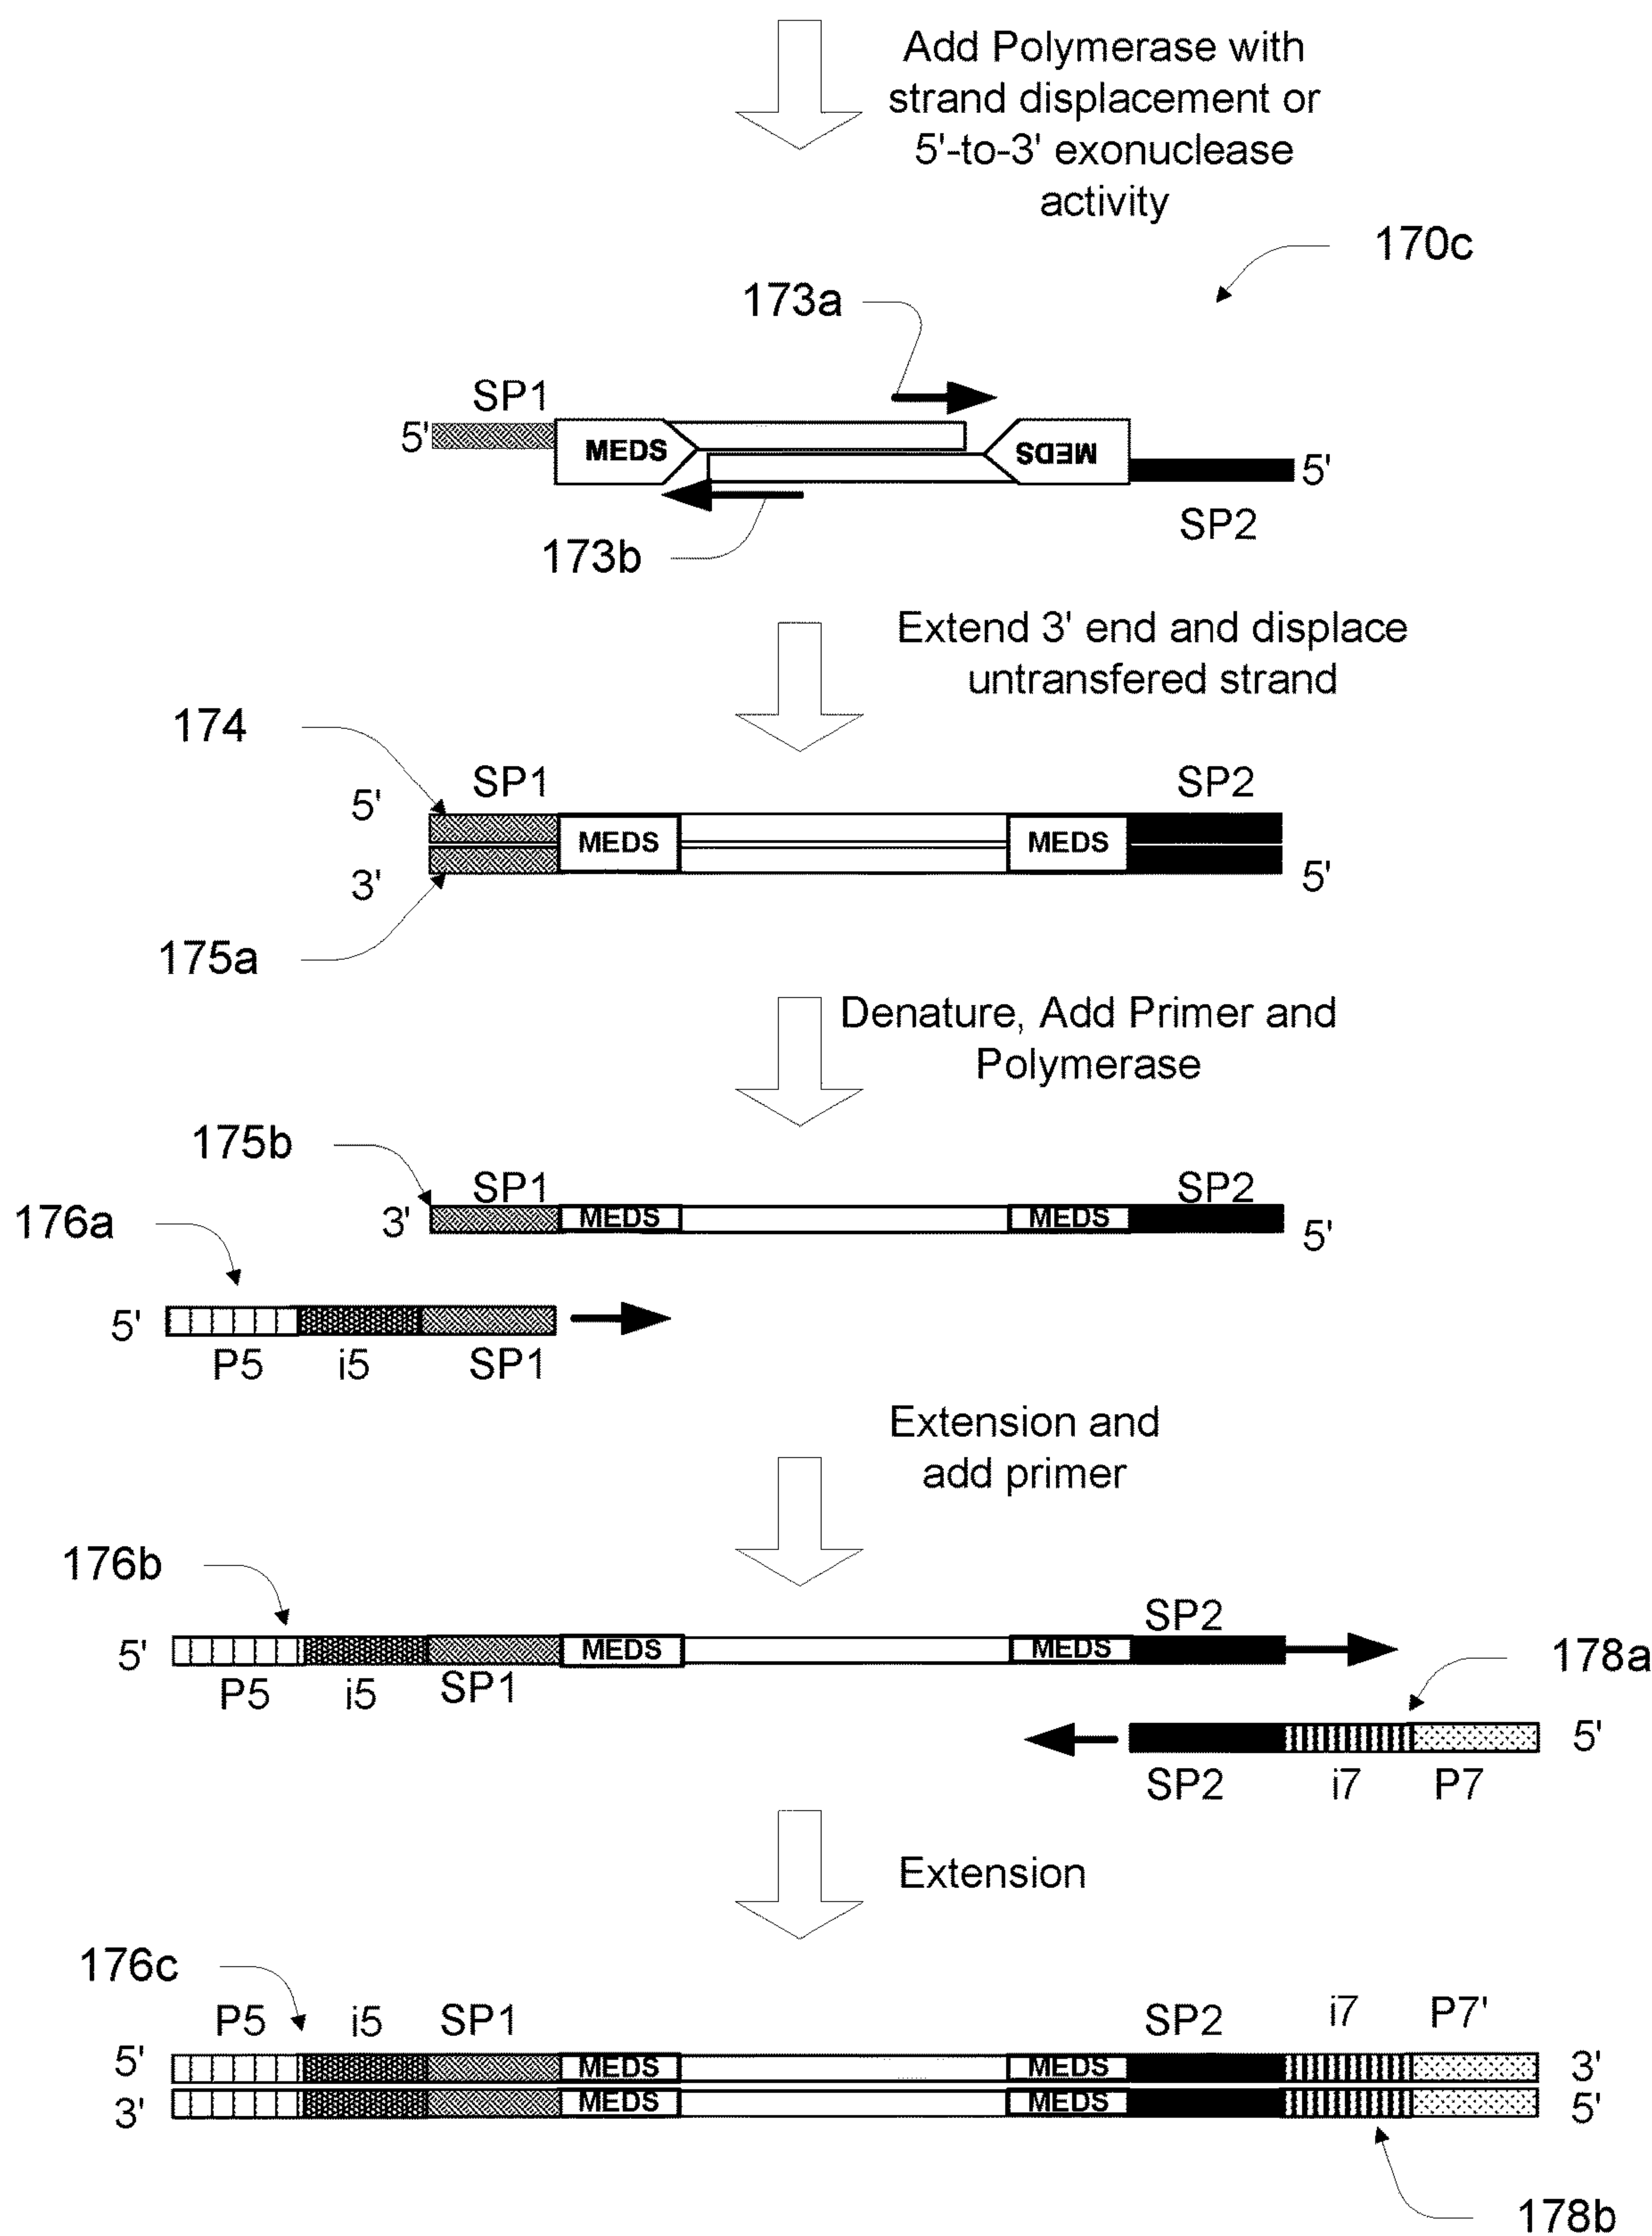 Add Polymerase with
strand displacement or
5'-to-3' exonuclease
activity
170c
173a
SP1
5'
MEDS
MEDS
5'
SP2
173b
Extend 3' end and displace
untransfered strand
174
SP1
SP2
5'
MEDS
MEDS
3'
5'
175a
Denature, Add Primer and
Polymerase
175b
SP1
SP2
3'
MEDS
MEDS
5'
176a
5'
P5
i5
SP1
Extension and
add primer
176b
SP2
5'
MEDS
MEDS
P5
i5
SP1
178a
5'
SP2
i7
P7
Extension
176c
P5
i5
SP1
SP2
i7
P7'
5'
MEDS
MEDS
3'
3'
MEDS
MEDS
5'
178b